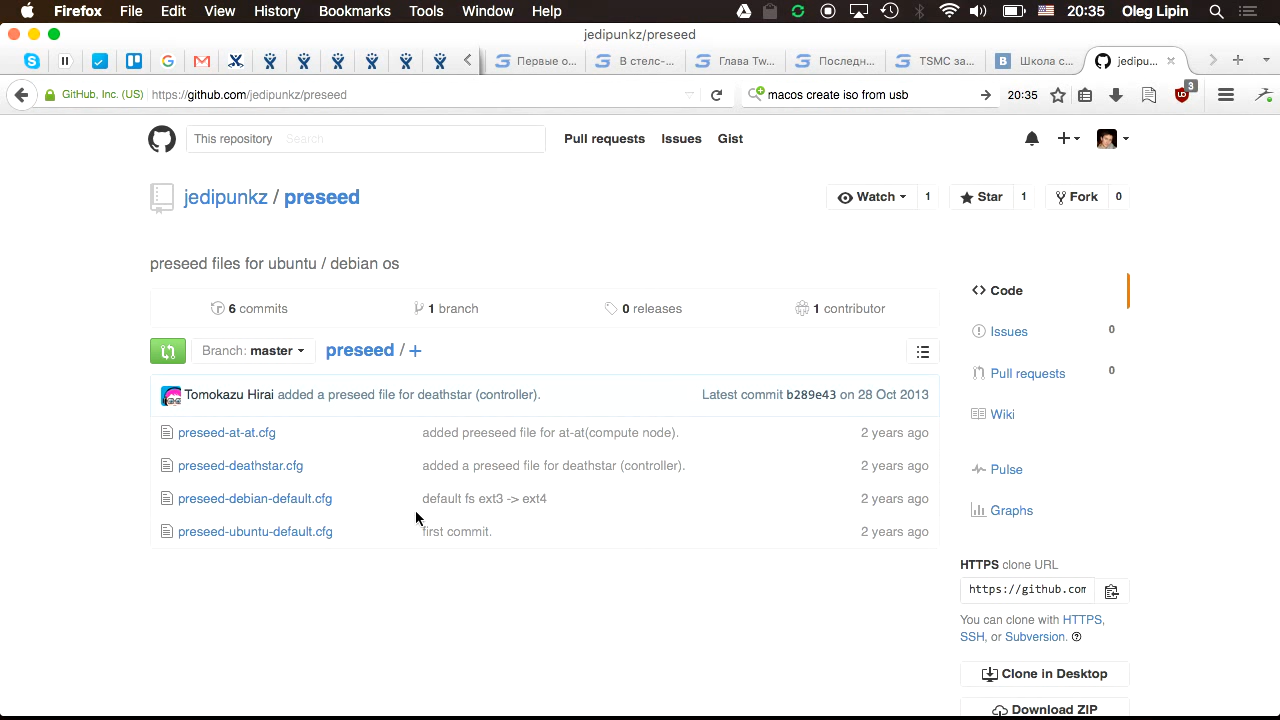 Firefox File Edit View History Bookmarks Tools Window Help 20:35 Oleg Lipin
jedipunkz/preseed
Первые о... В стелс-... Глава Tw... Последн... TSMC за... Школа с... jedipu...
GitHub, Inc. (US) https://github.com/jedipunkz/preseed macos create iso from usb 20:35 3
This repository Search Pull requests Issues Gist
jedipunkz / preseed Watch 1 Star 1 Fork 0
preseed files for ubuntu / debian os
6 commits 1 branch 0 releases 1 contributor
Branch: master preseed / +
Tomokazu Hirai added a preseed file for deathstar (controller). Latest commit b289e43 on 28 Oct 2013
preseed-at-at.cfg added preeseed file for at-at(compute node). 2 years ago
preseed-deathstar.cfg added a preseed file for deathstar (controller). 2 years ago
preseed-debian-default.cfg default fs ext3 -> ext4 2 years ago
preseed-ubuntu-default.cfg first commit. 2 years ago
<> Code
Issues 0
Pull requests 0
Wiki
Pulse
Graphs
HTTPS clone URL
https://github.com
You can clone with HTTPS,
SSH, or Subversion.
Clone in Desktop
Download ZIP